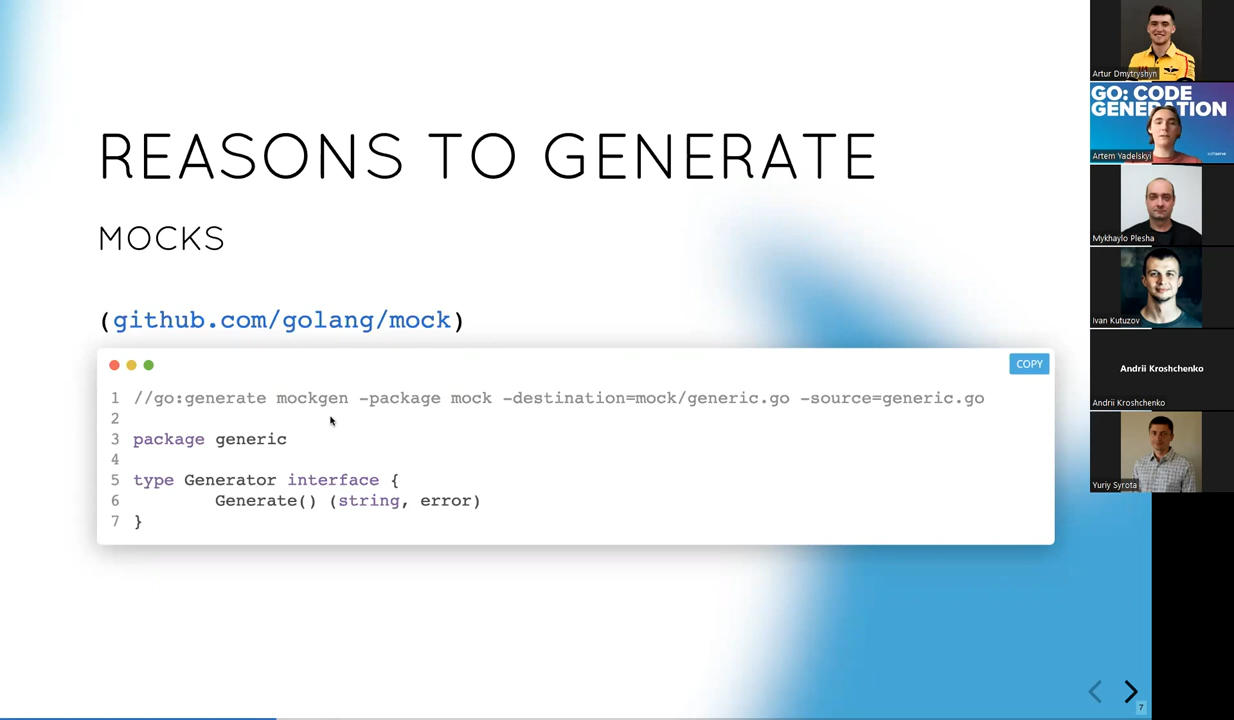 REASONS TO GENERATE
MOCKS
(github.com/golang/mock)
COPY
1 //go:generate mockgen -package mock -destination=mock/generic.go -source=generic.go
2
3 package generic
4
5 type Generator interface {
6 Generate() (string, error)
7 }
7
Artur Dmytryshyn
GO: CODE
GENERATION
Artem Yadelskyi
Mykhaylo Plesha
Ivan Kutuzov
Andrii Kroshchenko
Andrii Kroshchenko
Yuriy Syrota